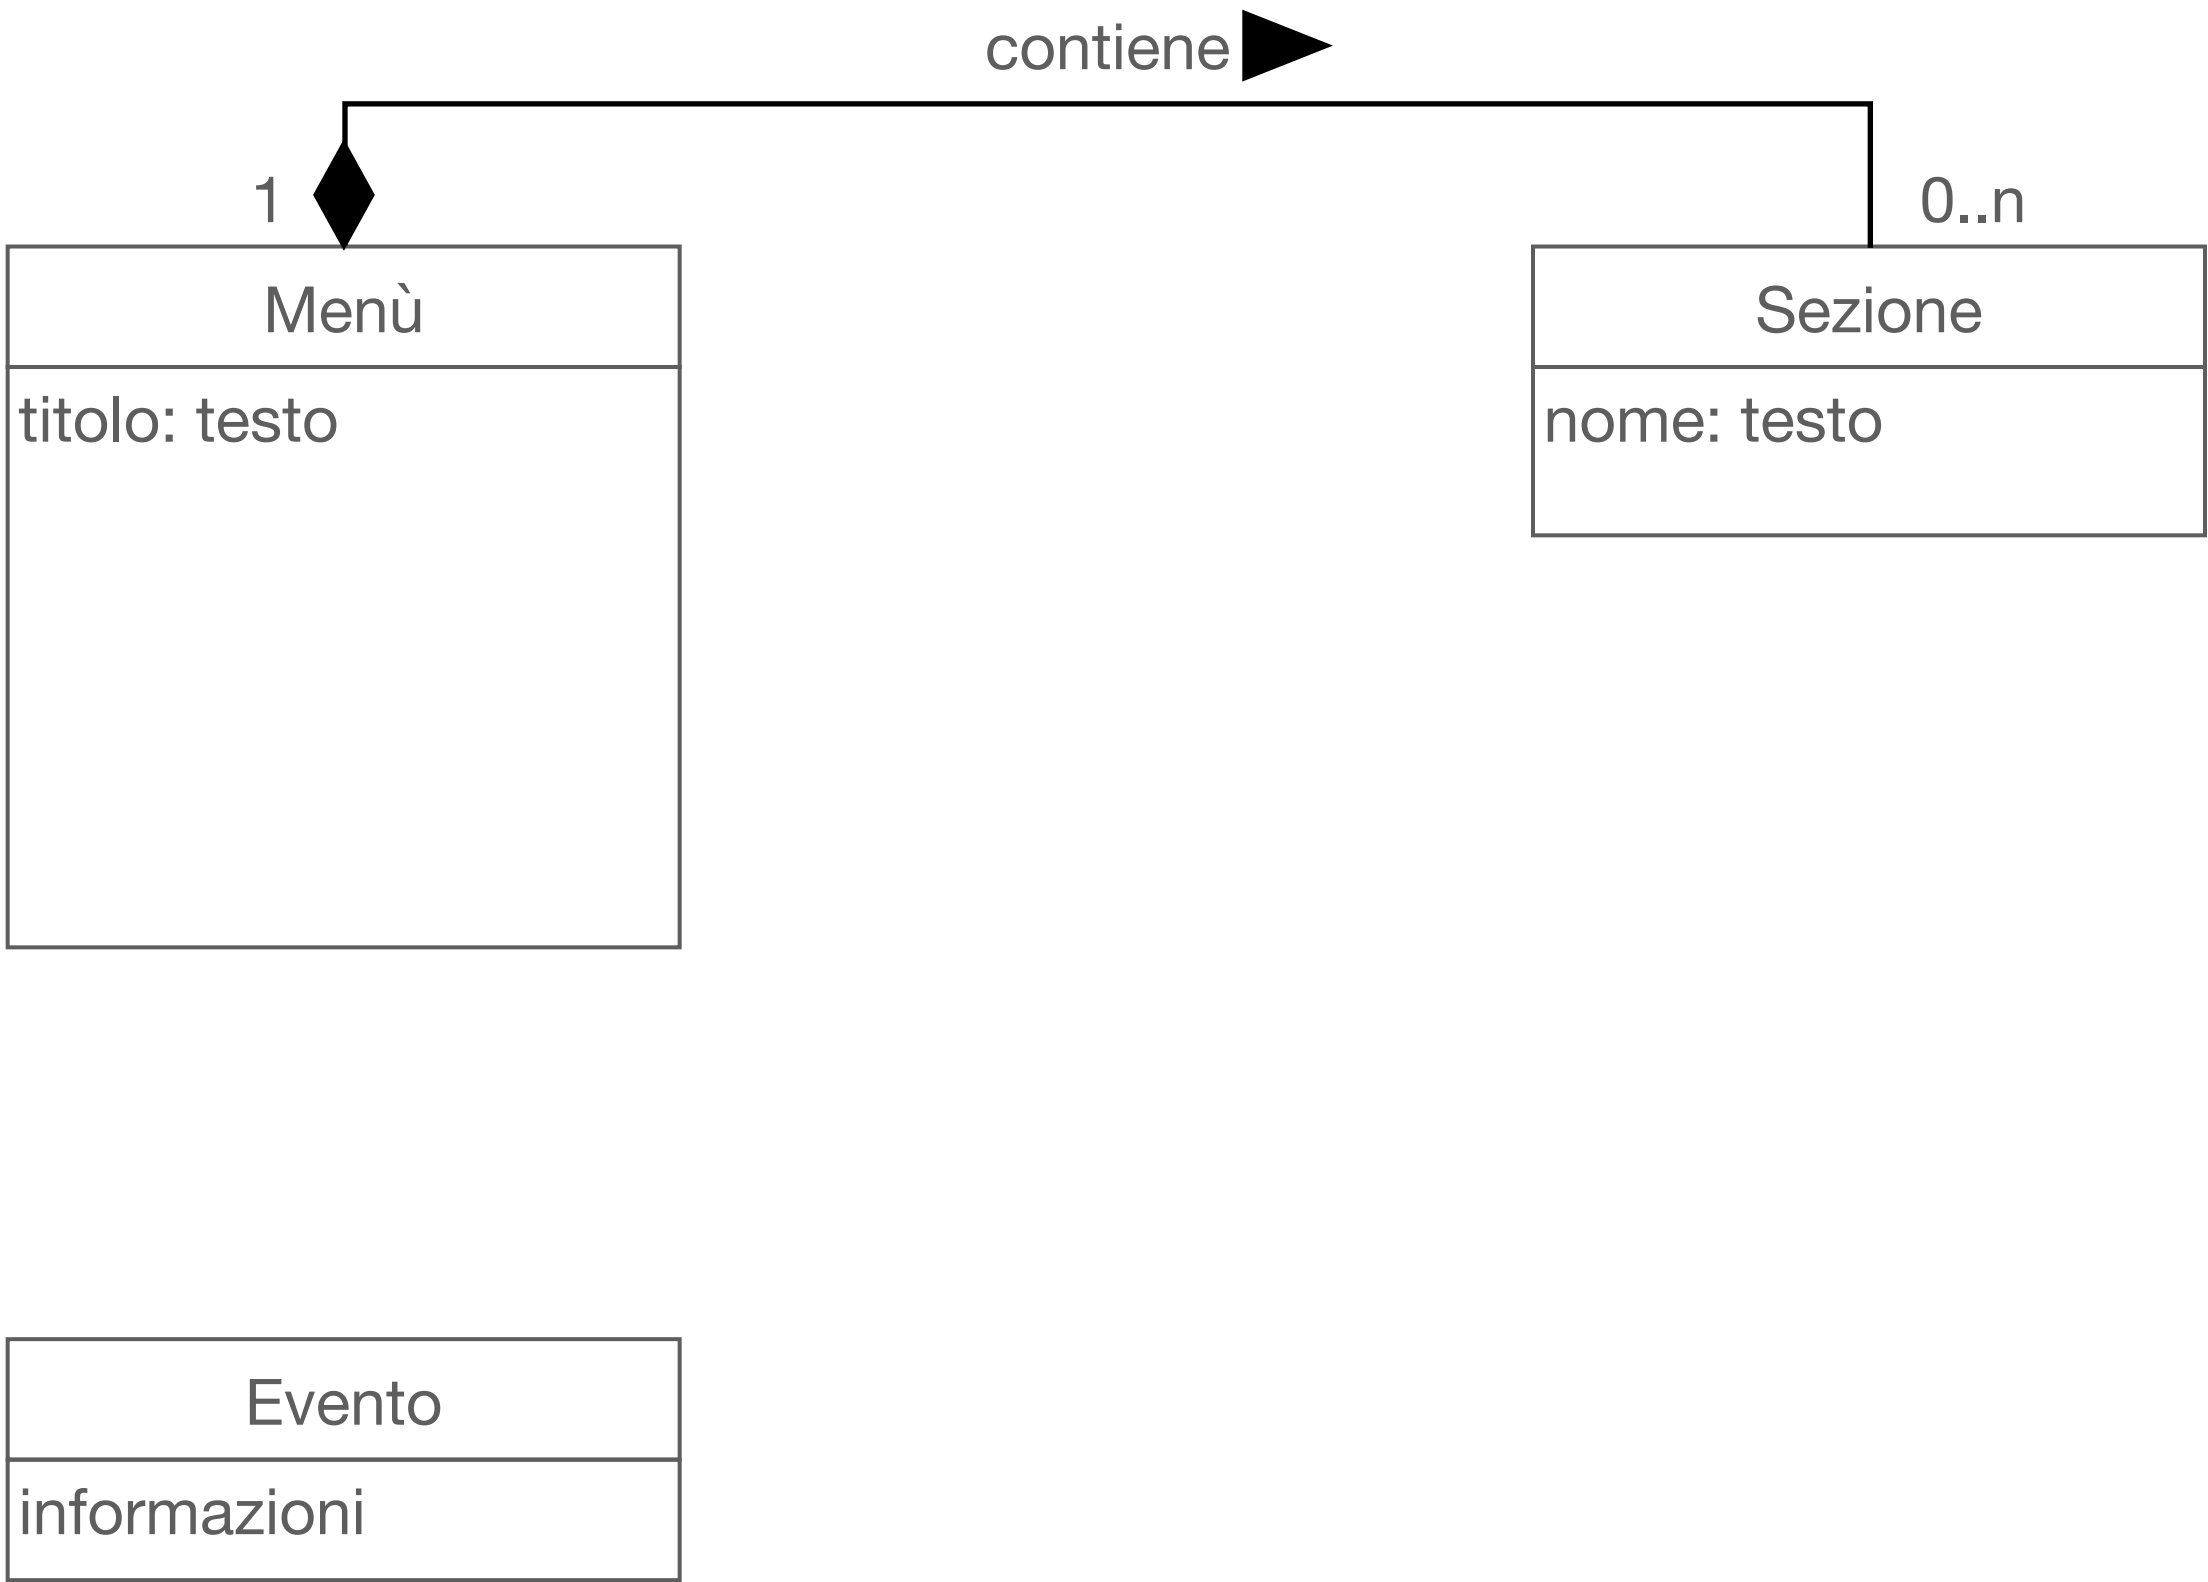 contiene
1
0..n
Menù
Sezione
titolo: testo
nome: testo
Evento
informazioni